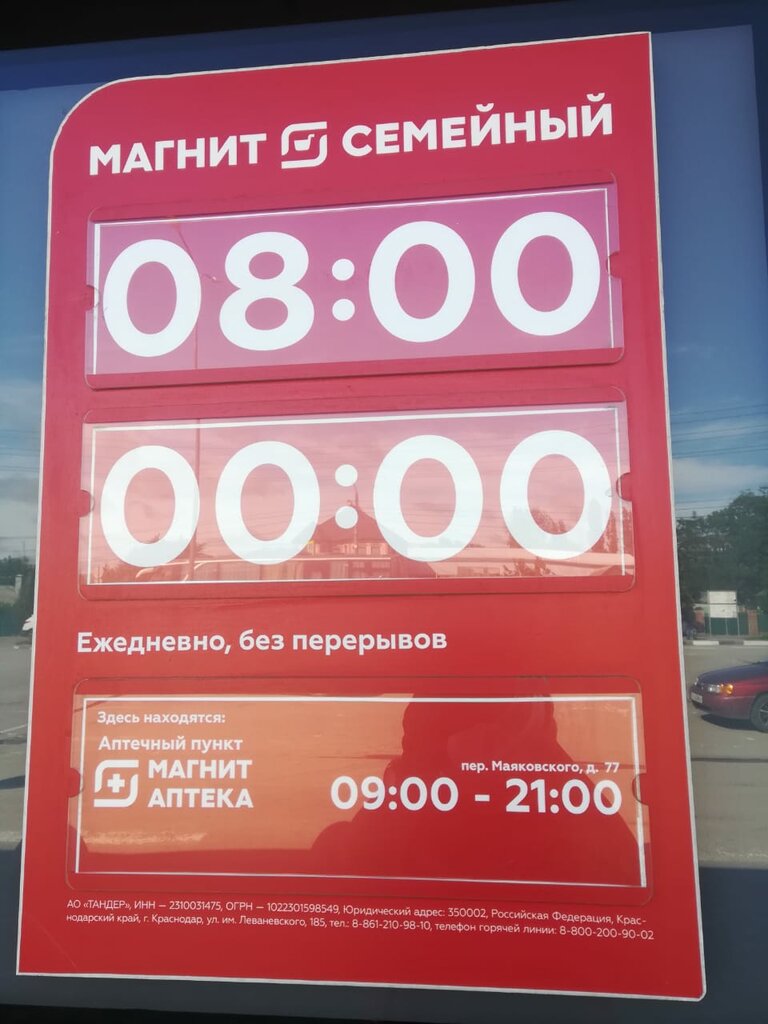 МАГНИТ СЕМЕЙНЫЙ
08:00
00:00
Ежедневно, без перерывов
Здесь находятся:
Аптечный пункт
МАГНИТ
АПТЕКА
пер. Маяковского, д. 77
09:00 - 21:00
АО «ТАНДЕР», ИНН — 2310031475, ОГРН — 1022301598549, Юридический адрес: 350002, Российская Федерация, Крас-
нодарский край, г. Краснодар, ул. им. Леваневского, 185, тел.: 8-861-210-98-10, телефон горячей линии: 8-800-200-90-02